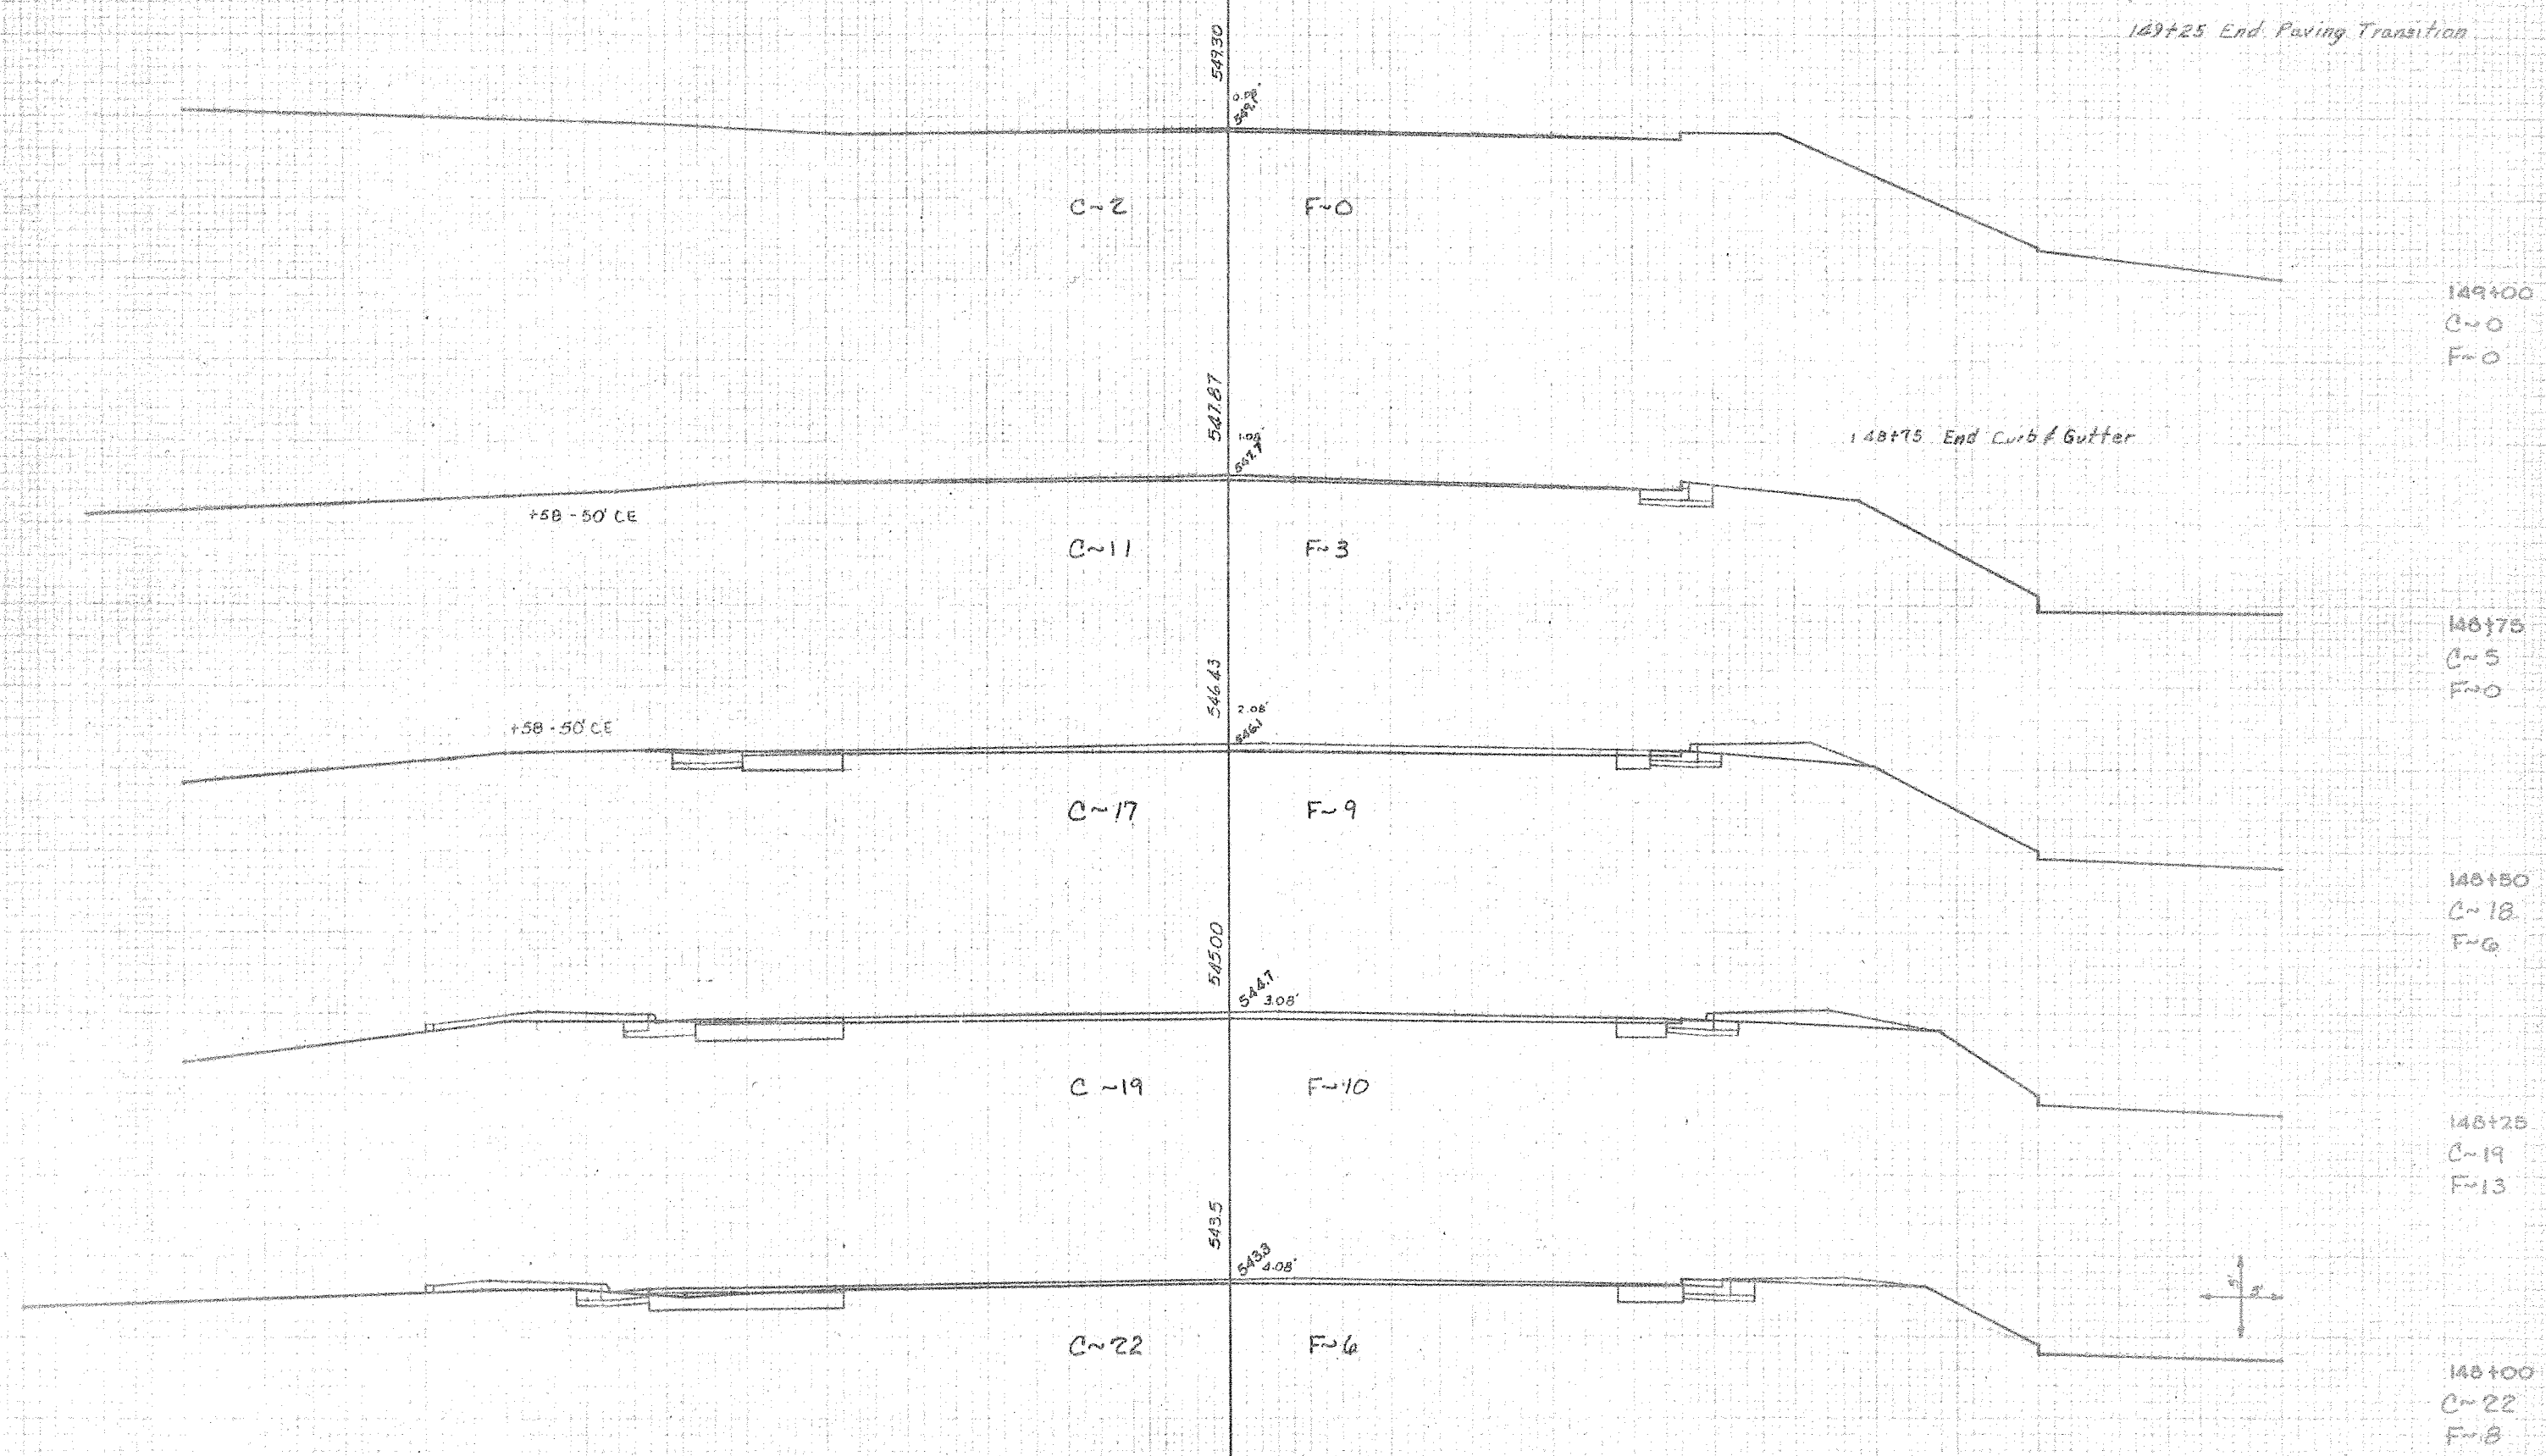 149+25 End Paving Transition
549.30
0.08'
549.2
C~2 F~0
149+00
C~0
F~0
547.87
1.08'
547.7
148+75 End Curb & Gutter
+58 - 50' CE
C~11 F~3
148+75
C~5
F~0
546.43
2.08'
546.1
+58 - 50' CE
C~17 F~9
148+50
C~18
F~6
545.00
544.7
3.08'
C~19 F~10
148+25
C~19
F~13
543.5
543.3
4.08'
5'
5'
C~22 F~6
148+00
C~22
F~8